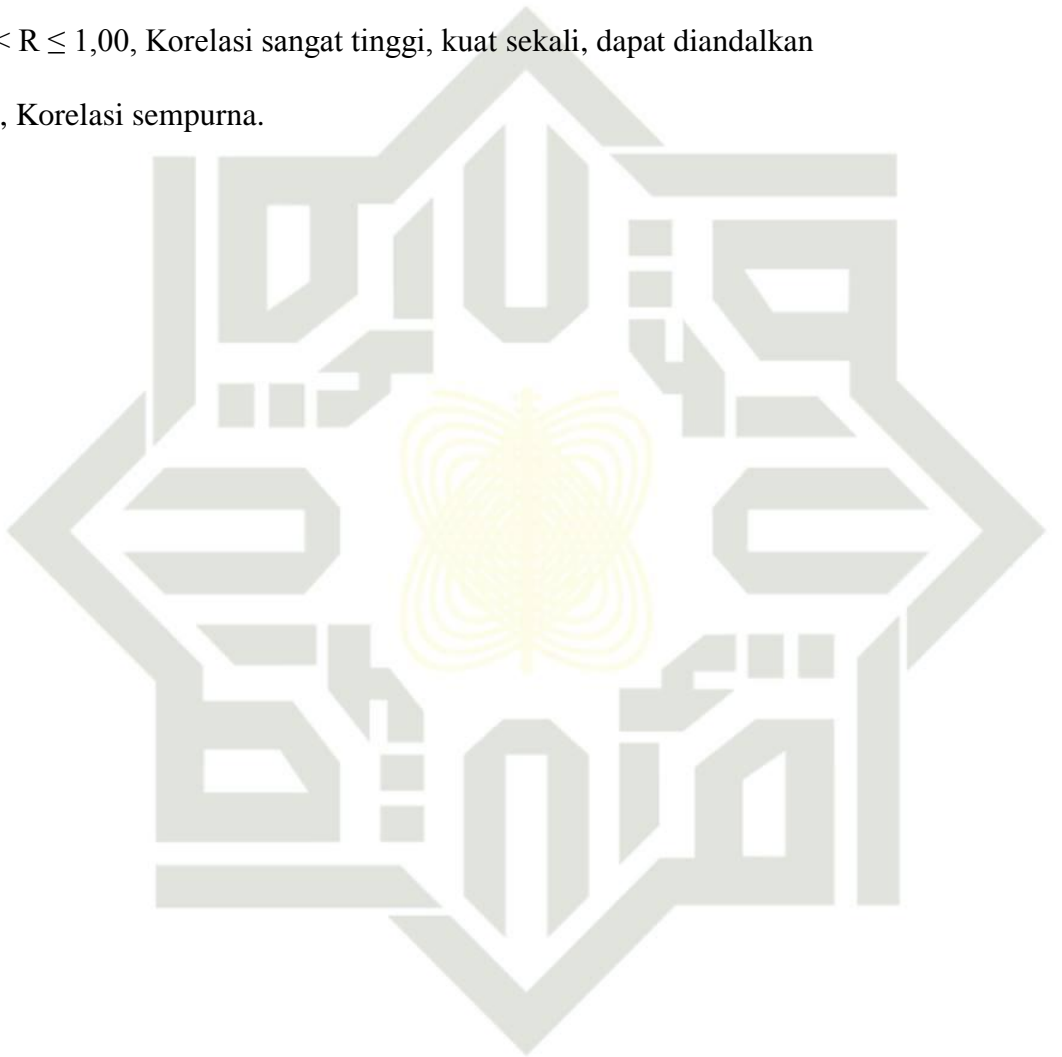 < R ≤ 1,00, Korelasi sangat tinggi, kuat sekali, dapat diandalkan
, Korelasi sempurna.